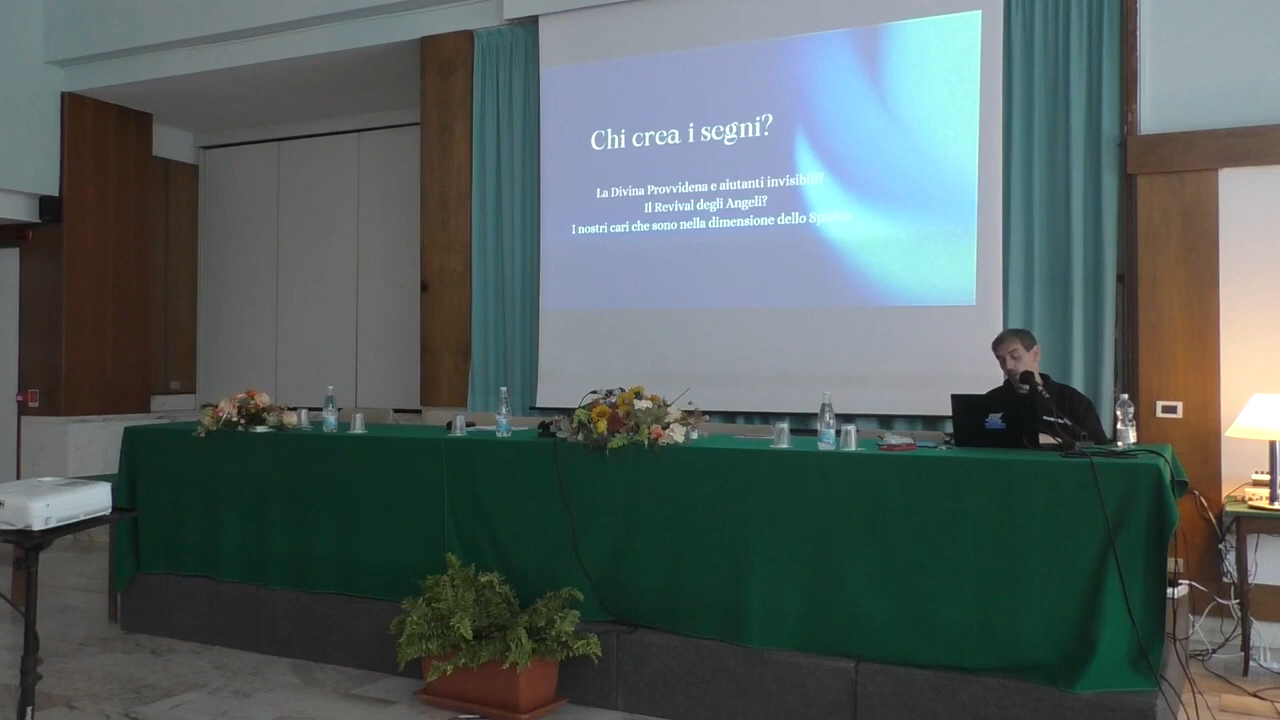 Chi crea i segni?
La Divina Provvidena e aiutanti invisibili?
Il Revival degli Angeli?
I nostri cari che sono nella dimensione dello Spirito